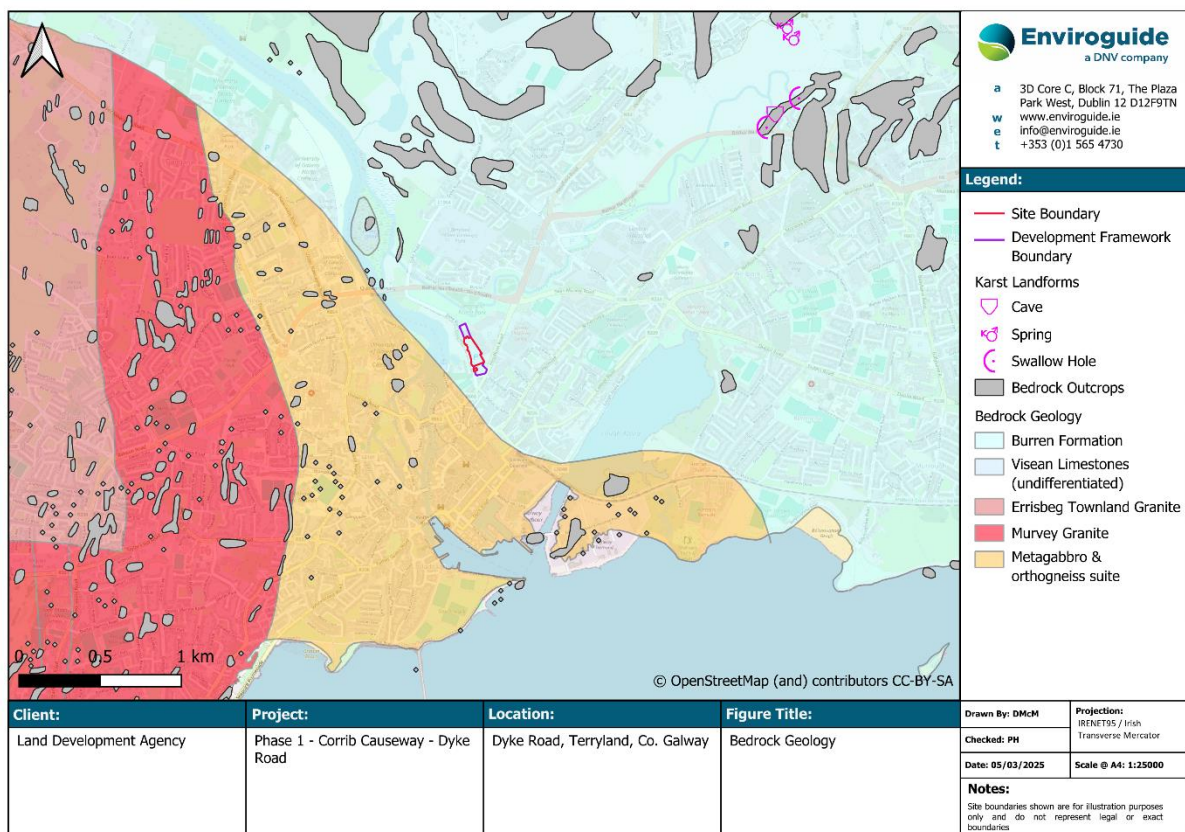 Enviroguide
a DNV company
a 3D Core C, Block 71, The Plaza
Park West, Dublin 12 D12F9TN
w www.enviroguide.ie
e info@enviroguide.ie
t +353 (0)1 565 4730
Legend:
Site Boundary
Development Framework
Boundary
Karst Landforms
Cave
Spring
Swallow Hole
Bedrock Outcrops
Bedrock Geology
Burren Formation
Visean Limestones
(undifferentiated)
Errisbeg Townland Granite
Murvey Granite
Metagabbro &
orthogneiss suite
0 0.5 1 km
© OpenStreetMap (and) contributors CC-BY-SA
Client:
Land Development Agency
Project:
Phase 1 - Corrib Causeway - Dyke
Road
Location:
Dyke Road, Terryland, Co. Galway
Figure Title:
Bedrock Geology
Drawn By: DMcM
Projection:
IRENET95 / Irish
Transverse Mercator
Checked: PH
Date: 05/03/2025
Scale @ A4: 1:25000
Notes:
Site boundaries shown are for illustration purposes
only and do not represent legal or exact
boundaries